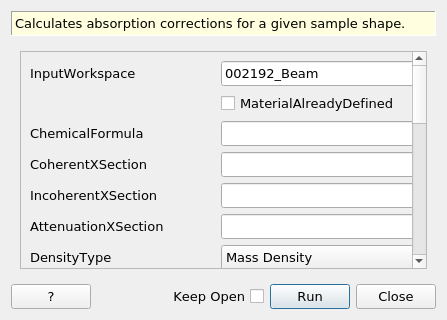 Calculates absorption corrections for a given sample shape.
InputWorkspace 002192_Beam
MaterialAlreadyDefined
ChemicalFormula
CoherentXSection
IncoherentXSection
AttenuationXSection
DensityType Mass Density
? Keep Open Run Close